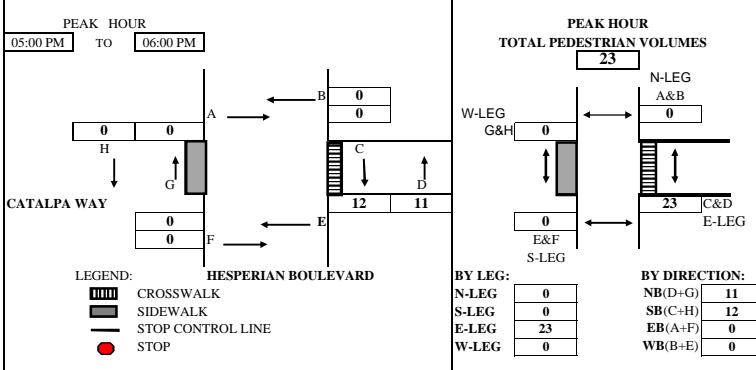 PEAK HOUR
05:00 PM TO 06:00 PM
B 0
0
A
0 0
H
G
C
D
CATALPA WAY
12 11
0
E
0
F
LEGEND: HESPERIAN BOULEVARD
CROSSWALK
SIDEWALK
STOP CONTROL LINE
STOP
PEAK HOUR
TOTAL PEDESTRIAN VOLUMES
23
N-LEG
A&B
0
W-LEG
G&H 0
23 C&D
E-LEG
0
E&F
S-LEG
BY LEG:
N-LEG 0
S-LEG 0
E-LEG 23
W-LEG 0
BY DIRECTION:
NB(D+G) 11
SB(C+H) 12
EB(A+F) 0
WB(B+E) 0